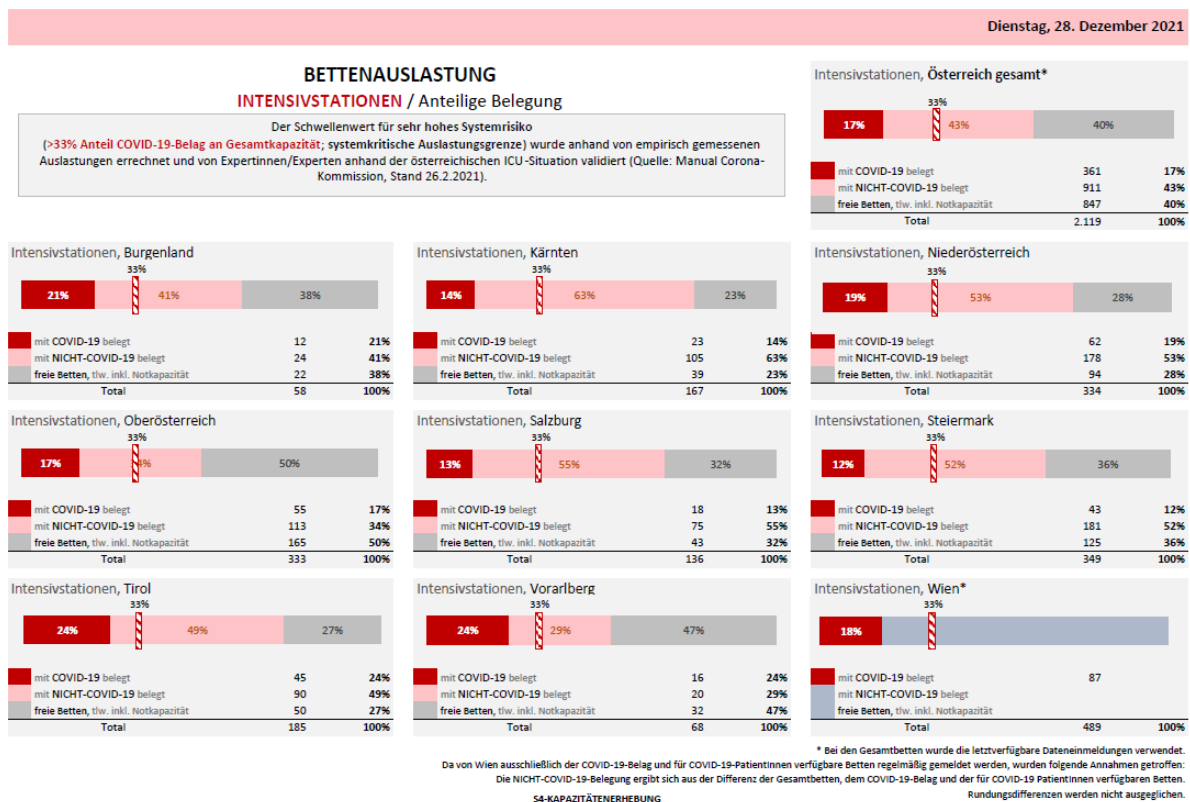 Dienstag, 28. Dezember 2021
BETTENAUSLASTUNG
INTENSIVSTATIONEN / Anteilige Belegung
Der Schwellenwert für sehr hohes Systemrisiko
(>33% Anteil COVID-19-Belag an Gesamtkapazität; systemkritische Auslastungsgrenze) wurde anhand von empirisch gemessenen
Auslastungen errechnet und von Expertinnen/Experten anhand der österreichischen ICU-Situation validiert (Quelle: Manual Corona-
Kommission, Stand 26.2.2021).
Intensivstationen, Österreich gesamt*
33%
17% 43% 40%
mit COVID-19 belegt 361 17%
mit NICHT-COVID-19 belegt 911 43%
freie Betten, tlw. inkl. Notkapazität 847 40%
Total 2.119 100%
Intensivstationen, Burgenland
33%
21% 41% 38%
mit COVID-19 belegt 12 21%
mit NICHT-COVID-19 belegt 24 41%
freie Betten, tlw. inkl. Notkapazität 22 38%
Total 58 100%
Intensivstationen, Kärnten
33%
14% 63% 23%
mit COVID-19 belegt 23 14%
mit NICHT-COVID-19 belegt 105 63%
freie Betten, tlw. inkl. Notkapazität 39 23%
Total 167 100%
Intensivstationen, Niederösterreich
33%
19% 53% 28%
mit COVID-19 belegt 62 19%
mit NICHT-COVID-19 belegt 178 53%
freie Betten, tlw. inkl. Notkapazität 94 28%
Total 334 100%
Intensivstationen, Oberösterreich
33%
17% 50%
mit COVID-19 belegt 55 17%
mit NICHT-COVID-19 belegt 113 34%
freie Betten, tlw. inkl. Notkapazität 165 50%
Total 333 100%
Intensivstationen, Salzburg
33%
13% 55% 32%
mit COVID-19 belegt 18 13%
mit NICHT-COVID-19 belegt 75 55%
freie Betten, tlw. inkl. Notkapazität 43 32%
Total 136 100%
Intensivstationen, Steiermark
33%
12% 52% 36%
mit COVID-19 belegt 43 12%
mit NICHT-COVID-19 belegt 181 52%
freie Betten, tlw. inkl. Notkapazität 125 36%
Total 349 100%
Intensivstationen, Tirol
33%
24% 49% 27%
mit COVID-19 belegt 45 24%
mit NICHT-COVID-19 belegt 90 49%
freie Betten, tlw. inkl. Notkapazität 50 27%
Total 185 100%
Intensivstationen, Vorarlberg
33%
24% 29% 47%
mit COVID-19 belegt 16 24%
mit NICHT-COVID-19 belegt 20 29%
freie Betten, tlw. inkl. Notkapazität 32 47%
Total 68 100%
Intensivstationen, Wien*
33%
18%
mit COVID-19 belegt 87
mit NICHT-COVID-19 belegt
freie Betten, tlw. inkl. Notkapazität
Total 489 100%
* Bei den Gesamtbetten wurde die letztverfügbare Dateneinmeldungen verwendet.
Da von Wien ausschließlich der COVID-19-Belag und für COVID-19-PatientInnen verfügbare Betten regelmäßig gemeldet werden, wurden folgende Annahmen getroffen:
Die NICHT-COVID-19-Belegung ergibt sich aus der Differenz der Gesamtbetten, dem COVID-19-Belag und der für COVID-19 PatientInnen verfügbaren Betten.
Rundungsdifferenzen werden nicht ausgeglichen.
S4-KAPAZITÄTENERHEBUNG